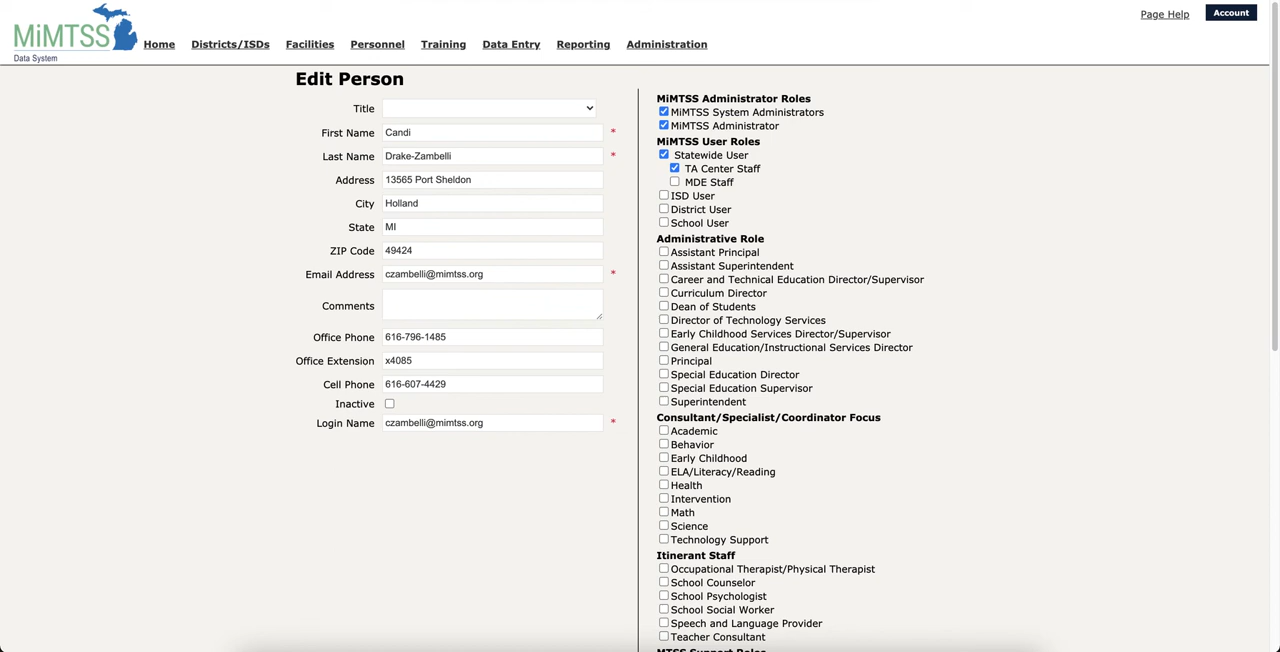 Page Help
Account
MiMTSS
Data System
Home
Districts/ISDs
Facilities
Personnel
Training
Data Entry
Reporting
Administration
Edit Person
Title
First Name
Candi
*
Last Name
Drake-Zambelli
*
Address
13565 Port Sheldon
City
Holland
State
MI
ZIP Code
49424
Email Address
czambelli@mimtss.org
*
Comments
Office Phone
616-796-1485
Office Extension
x4085
Cell Phone
616-607-4429
Inactive
Login Name
czambelli@mimtss.org
*
MiMTSS Administrator Roles
MiMTSS System Administrators
MiMTSS Administrator
MiMTSS User Roles
Statewide User
TA Center Staff
MDE Staff
ISD User
District User
School User
Administrative Role
Assistant Principal
Assistant Superintendent
Career and Technical Education Director/Supervisor
Curriculum Director
Dean of Students
Director of Technology Services
Early Childhood Services Director/Supervisor
General Education/Instructional Services Director
Principal
Special Education Director
Special Education Supervisor
Superintendent
Consultant/Specialist/Coordinator Focus
Academic
Behavior
Early Childhood
ELA/Literacy/Reading
Health
Intervention
Math
Science
Technology Support
Itinerant Staff
Occupational Therapist/Physical Therapist
School Counselor
School Psychologist
School Social Worker
Speech and Language Provider
Teacher Consultant
MTSS Support Roles